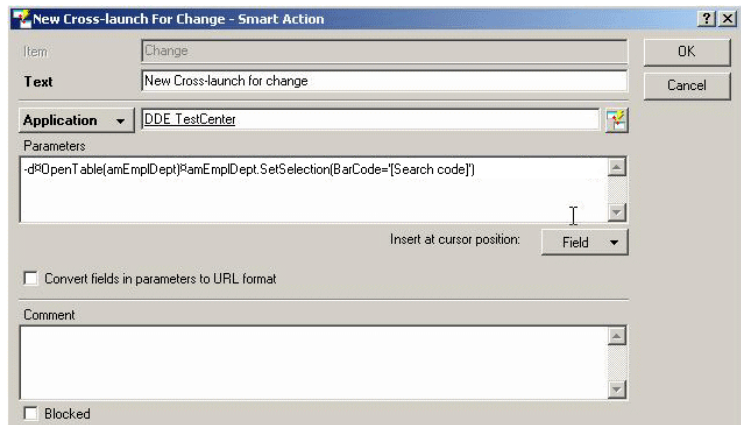 New Cross-launch For Change - Smart Action
Item Change OK
Text New Cross-launch for change Cancel
Application DDE TestCenter
Parameters
-d¤OpenTable(amEmplDept)¤amEmplDept.SetSelection(BarCode='[Search code]')
Insert at cursor position: Field
Convert fields in parameters to URL format
Comment
Blocked